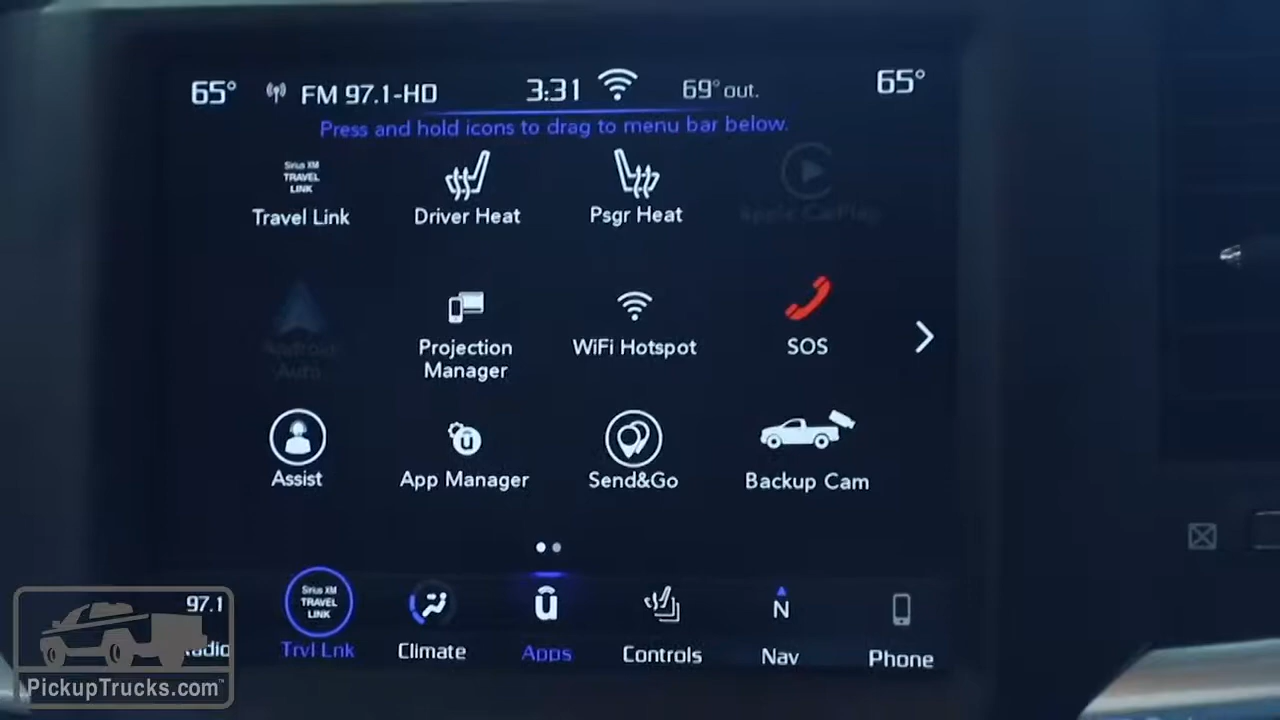 65° FM 97.1-HD 3:31 69° out. 65°
Press and hold icons to drag to menu bar below.
Sirius XM
TRAVEL
LINK
Travel Link
Driver Heat
Psgr Heat
Apple CarPlay
Android
Auto
Projection
Manager
WiFi Hotspot
SOS
Assist
û
App Manager
Send&Go
Backup Cam
97.1
Radio
Sirius XM
TRAVEL
LINK
Trvl Lnk
Climate
û
Apps
Controls
N
Nav
Phone
PickupTrucks.com™